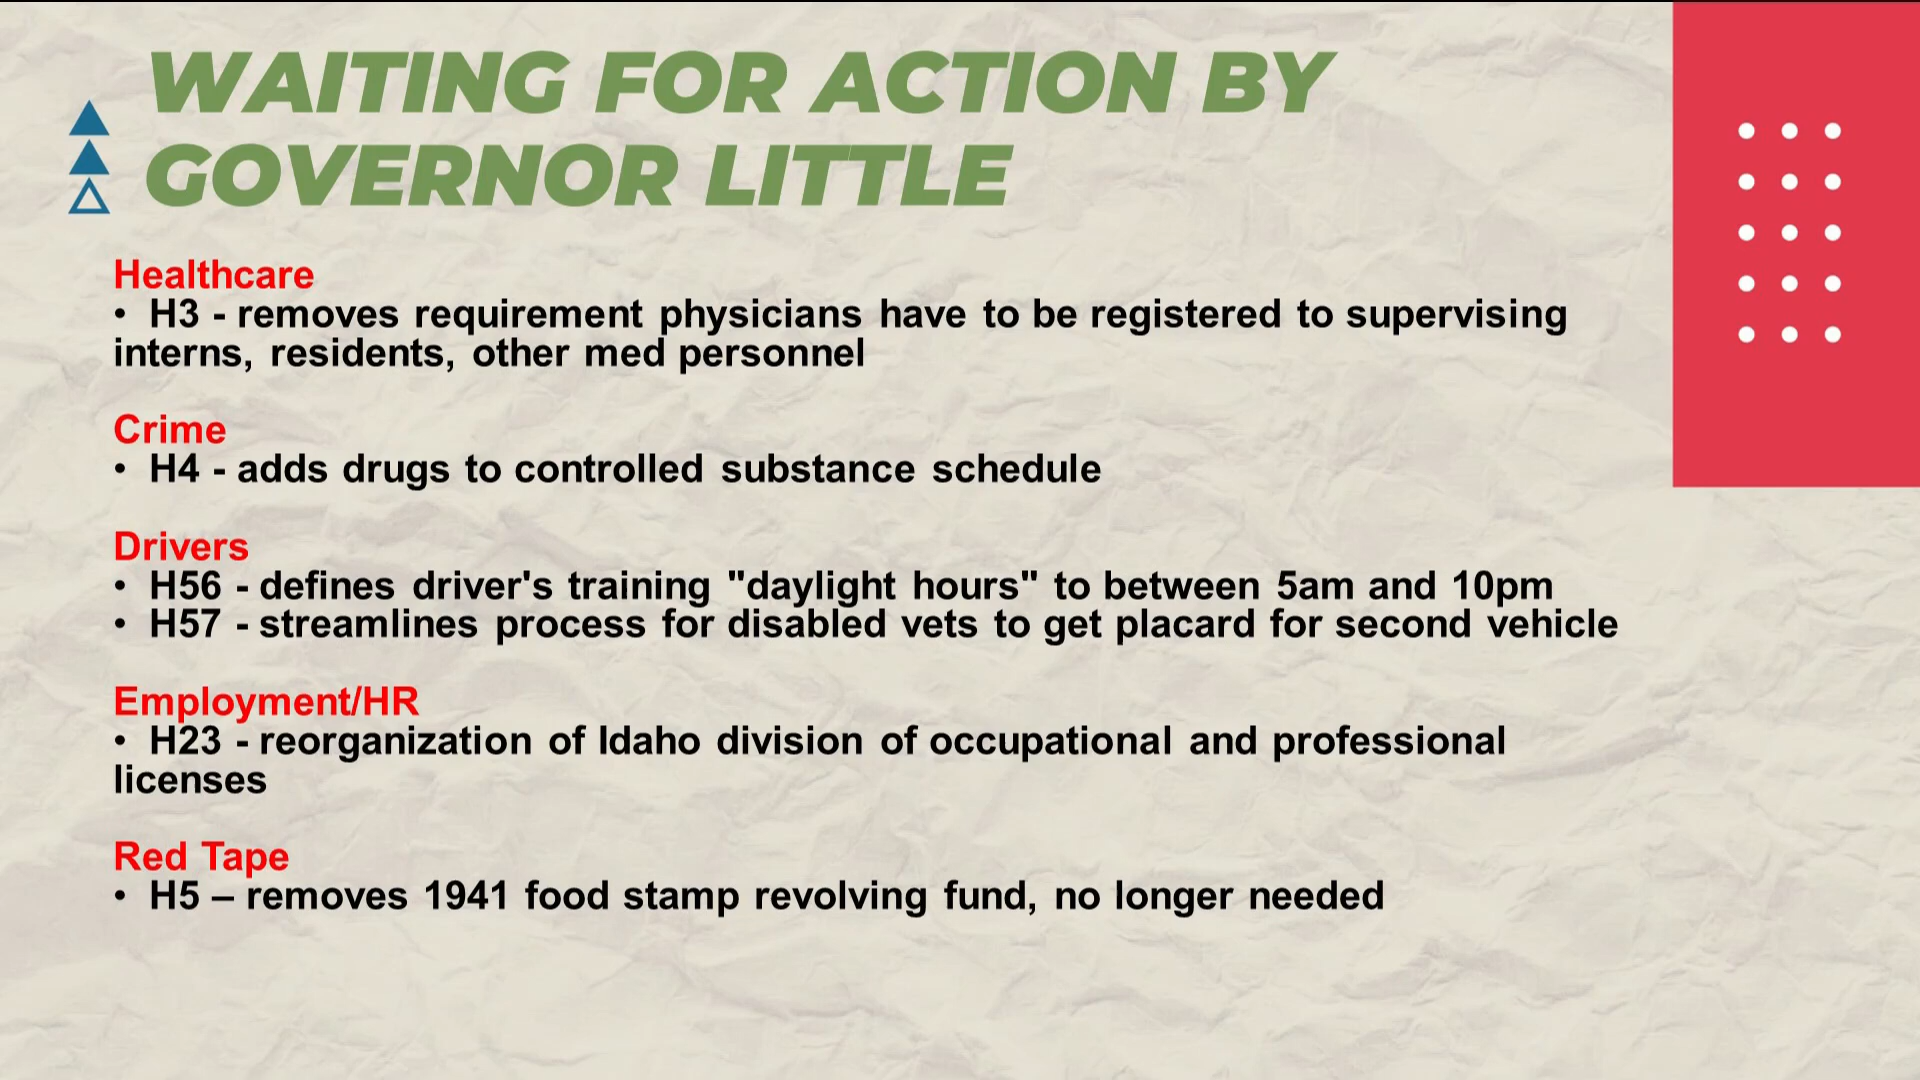 WAITING FOR ACTION BY
GOVERNOR LITTLE
Healthcare
• H3 - removes requirement physicians have to be registered to supervising
interns, residents, other med personnel
Crime
• H4 - adds drugs to controlled substance schedule
Drivers
• H56 - defines driver's training "daylight hours" to between 5am and 10pm
• H57 - streamlines process for disabled vets to get placard for second vehicle
Employment/HR
• H23 - reorganization of Idaho division of occupational and professional
licenses
Red Tape
• H5 – removes 1941 food stamp revolving fund, no longer needed